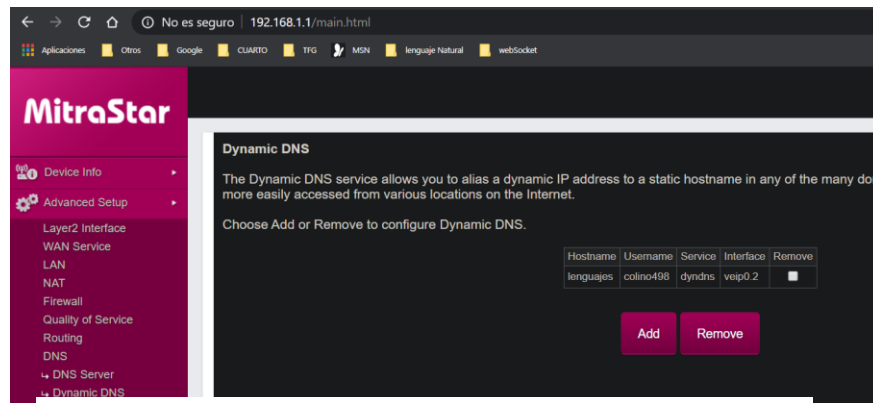 No es seguro | 192.168.1.1/main.html
Aplicaciones Otros Google CUARTO TFG MSN lenguaje Natural webSocket
MitraStar
Device Info
Advanced Setup
Layer2 Interface
WAN Service
LAN
NAT
Firewall
Quality of Service
Routing
DNS
DNS Server
Dynamic DNS
Dynamic DNS
The Dynamic DNS service allows you to alias a dynamic IP address to a static hostname in any of the many do
more easily accessed from various locations on the Internet.
Choose Add or Remove to configure Dynamic DNS.
Hostname Username Service Interface Remove
lenguajes colino498 dyndns veip0.2
Add Remove